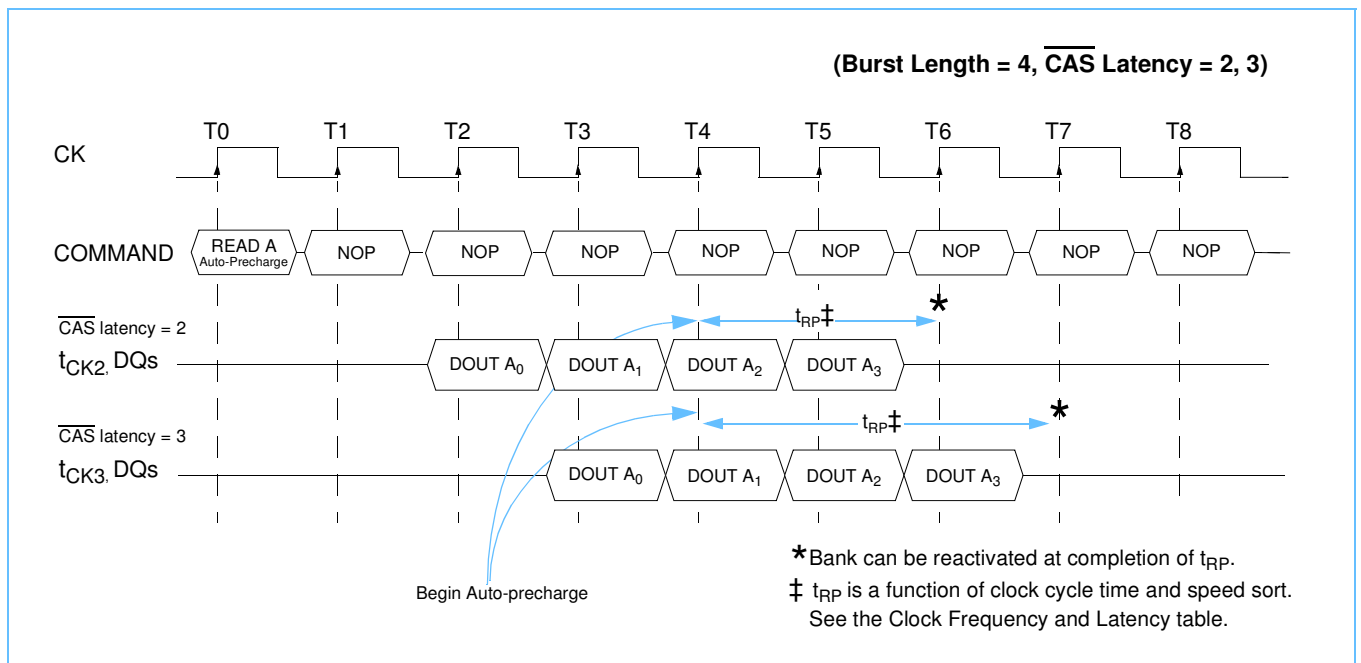 (Burst Length = 4, CAS Latency = 2, 3)
T0 T1 T2 T3 T4 T5 T6 T7 T8
CK
COMMAND
READ A
Auto-Precharge
NOP NOP NOP NOP NOP NOP NOP NOP
CAS latency = 2
tCK2, DQs
DOUT A0 DOUT A1 DOUT A2 DOUT A3
tRP‡
*
CAS latency = 3
tCK3, DQs
DOUT A0 DOUT A1 DOUT A2 DOUT A3
tRP‡
*
Begin Auto-precharge
*Bank can be reactivated at completion of tRP.
‡ tRP is a function of clock cycle time and speed sort.
See the Clock Frequency and Latency table.